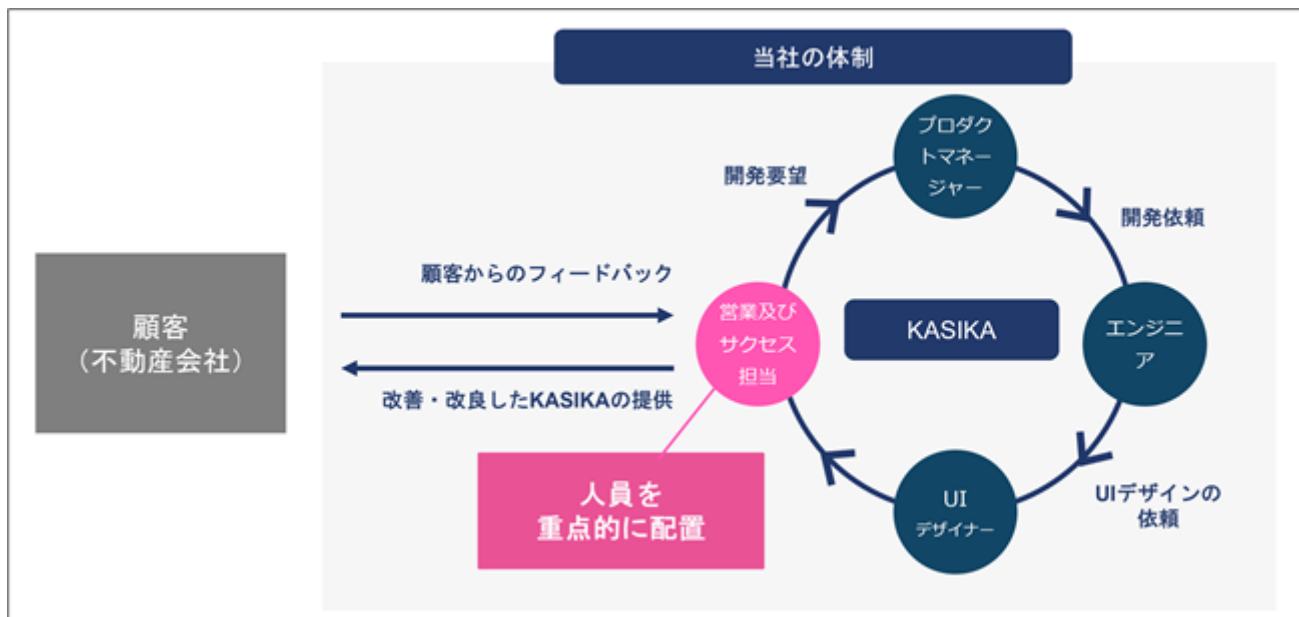 当社の体制
プロダク
トマネー
ジャー
開発要望
開発依頼
顧客
（不動産会社）
顧客からのフィードバック
改善・改良したKASIKAの提供
営業及び
サクセス
担当
KASIKA
エンジニ
ア
人員を
重点的に配置
UI
デザイナー
UIデザインの
依頼